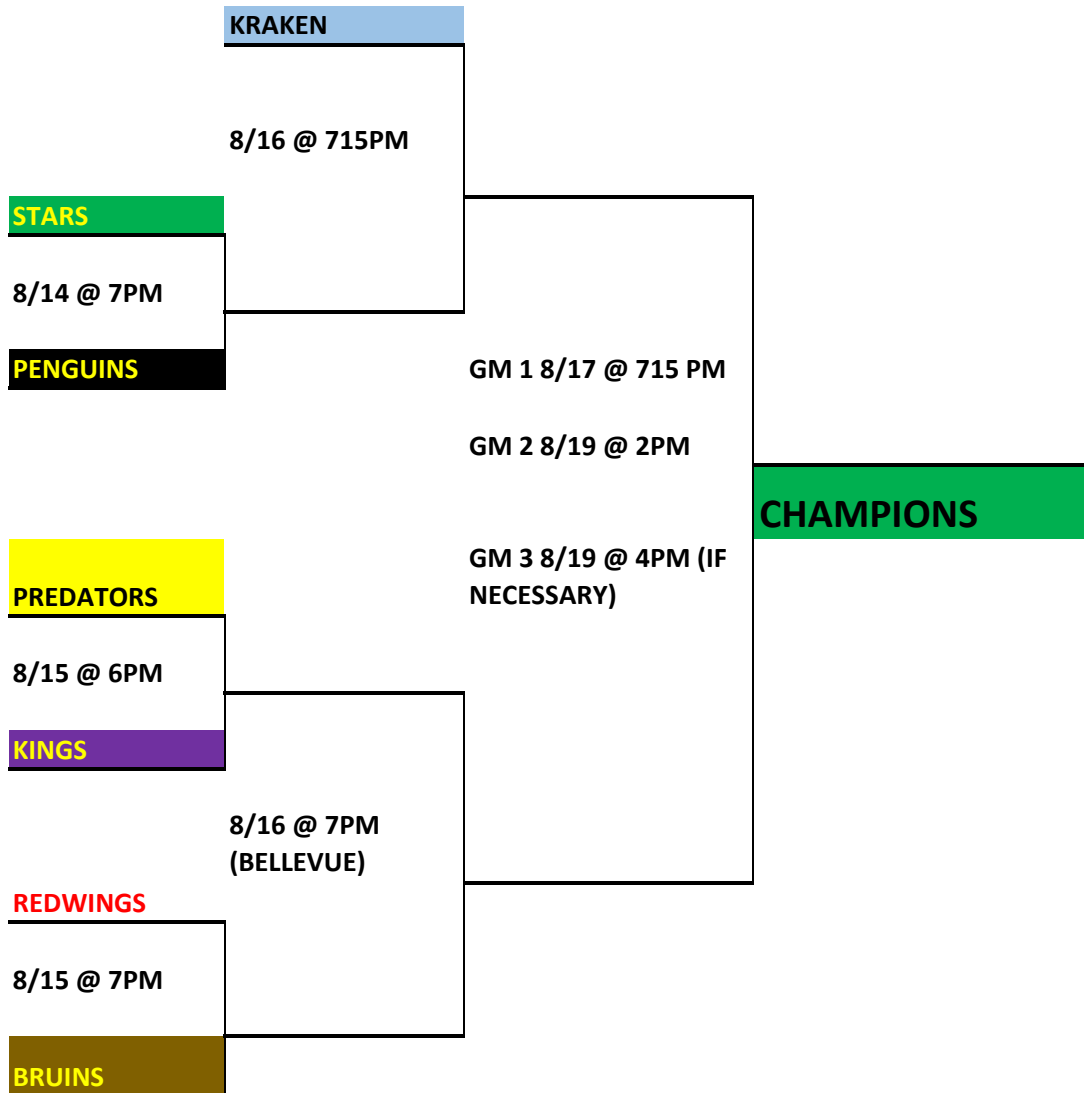 KRAKEN
8/16 @ 715PM
STARS
8/14 @ 7PM
PENGUINS
GM 1 8/17 @ 715 PM
GM 2 8/19 @ 2PM
CHAMPIONS
GM 3 8/19 @ 4PM (IF
NECESSARY)
PREDATORS
8/15 @ 6PM
KINGS
8/16 @ 7PM
(BELLEVUE)
REDWINGS
8/15 @ 7PM
BRUINS